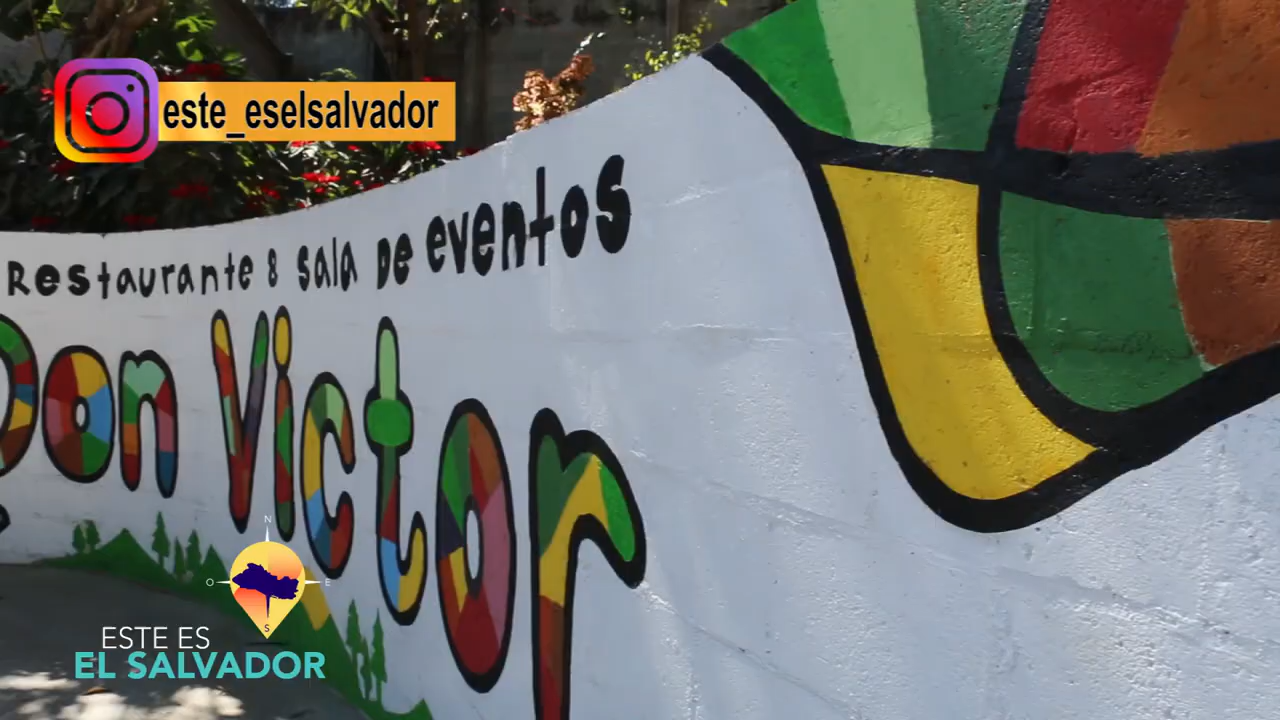 este_eselsalvador
Restaurante & sala de eventos
Don Victor
N
O E
S
ESTE ES
EL SALVADOR